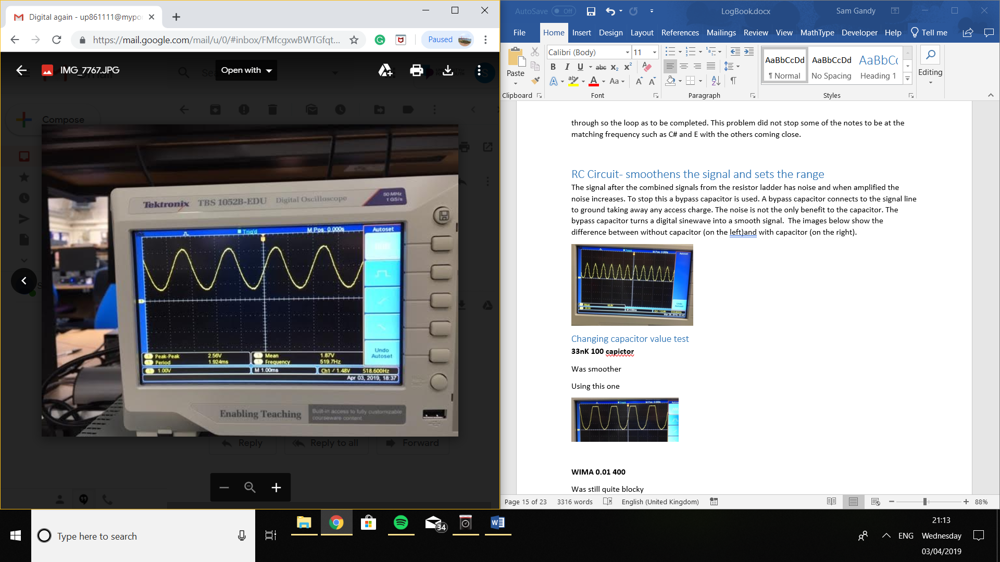 Digital again - up861111@mypo
https://mail.google.com/mail/u/0/#inbox/FMfcgxwBWTGfqt...
Paused
IMG_7767.JPG
Open with
Compose
Tektronix TBS 1052B-EDU Digital Oscilloscope
50 MHz
1 GS/s
Trig'd
M Pos: 0.000s
Autoset
Undo
Autoset
Peak-Peak 2.56V
Mean 1.87V
Period 1.924ms
Frequency 519.7Hz
1.00V
M 1.00ms
Ch1 / 1.48V 518.600Hz
Apr 03, 2019, 18:37
Enabling Teaching
Built-in access to fully customizable
courseware content.
Reply
Reply to all
Forward
AutoSave Off
LogBook.docx
Sam Gandy
File Home Insert Design Layout References Mailings Review View MathType Developer Help Tell me
Paste
Clipboard
Calibri (Body) 11
B I U abc X2 X2
A ab A Aa A A
Font
Paragraph
AaBbCcDd AaBbCcDd AaBbCc
¶ Normal No Spacing Heading 1
Styles
Editing
through so the loop as to be completed. This problem did not stop some of the notes to be at the
matching frequency such as C# and E with the others coming close.
RC Circuit- smoothens the signal and sets the range
The signal after the combined signals from the resistor ladder has noise and when amplified the
noise increases. To stop this a bypass capacitor is used. A bypass capacitor connects to the signal line
to ground taking away any access charge. The noise is not the only benefit to the capacitor. The
bypass capacitor turns a digital sinewave into a smooth signal.  The images below show the
difference between without capacitor (on the left)and with capacitor (on the right).
Changing capacitor value test
33nK 100 capictor
Was smoother
Using this one
WIMA 0.01 400
Was still quite blocky
Page 15 of 23 3316 words English (United Kingdom) 88%
Type here to search
34
ENG
21:13
Wednesday
03/04/2019